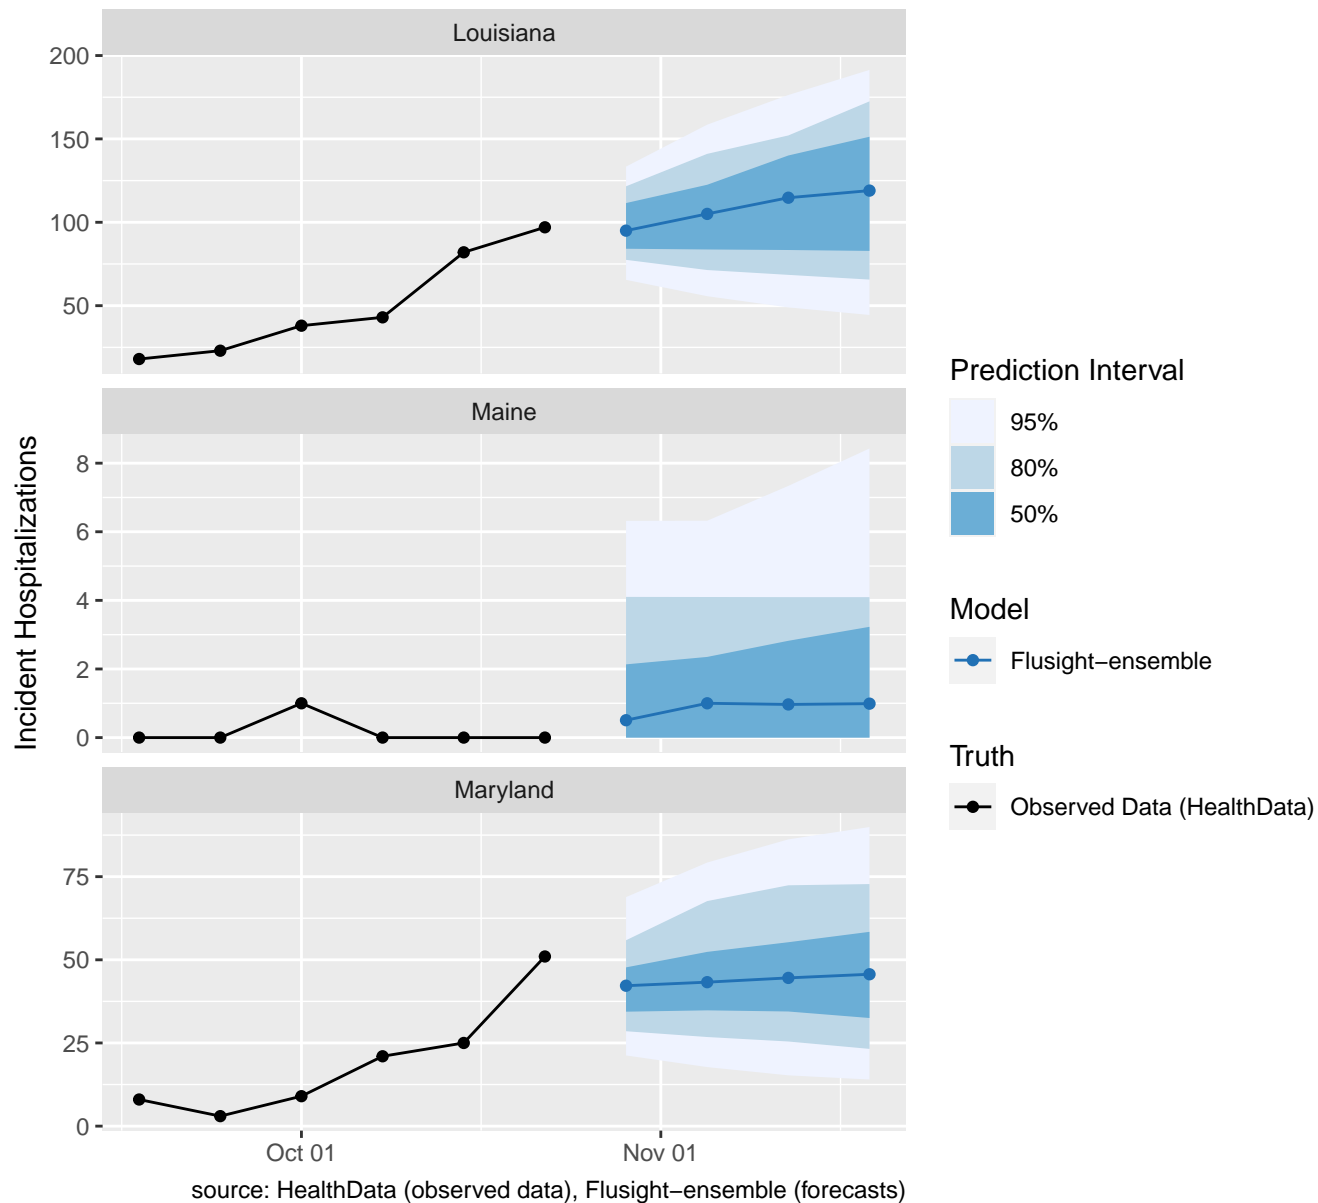 Louisiana
200
150
100
50
Maine
8
6
4
2
0
Maryland
75
50
25
0
Oct 01
Nov 01
Incident Hospitalizations
source: HealthData (observed data), Flusight−ensemble (forecasts)
Prediction Interval
95%
80%
50%
Model
Flusight−ensemble
Truth
Observed Data (HealthData)